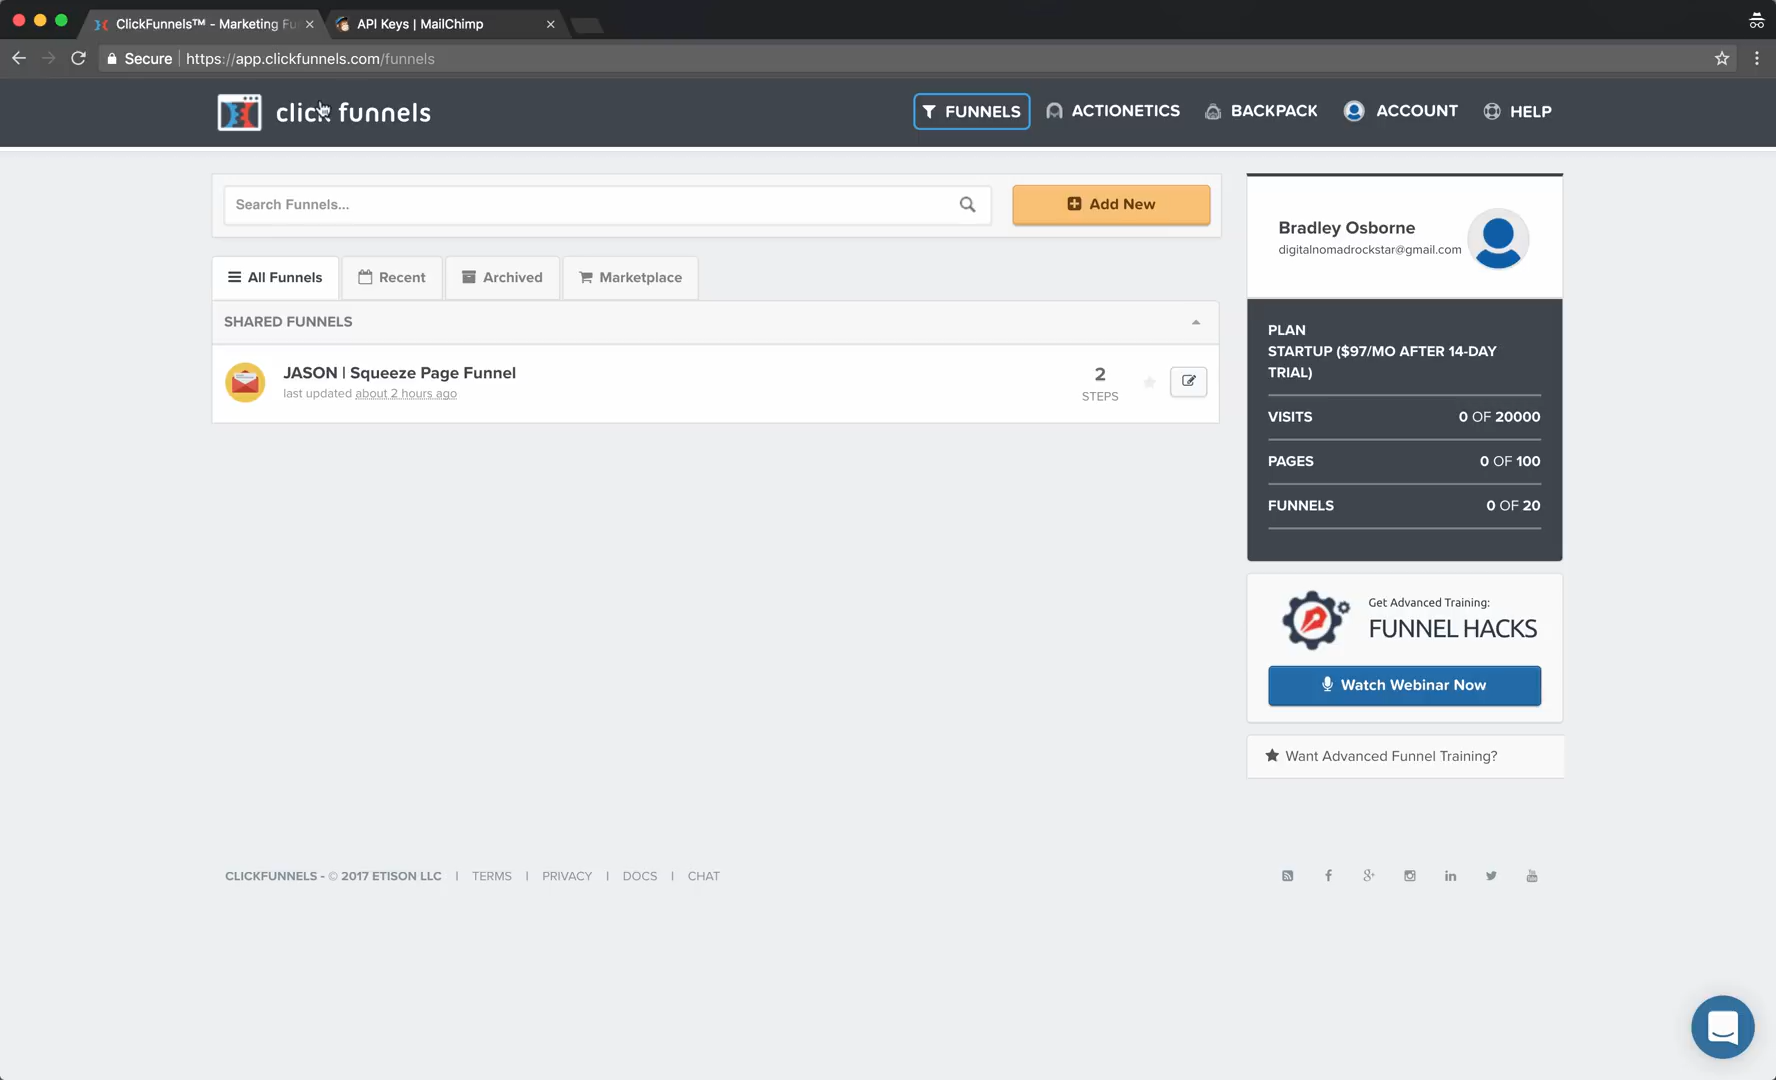 ClickFunnels™ - Marketing Fu
API Keys | MailChimp
Secure
https://app.clickfunnels.com/funnels
click funnels
FUNNELS
ACTIONETICS
BACKPACK
ACCOUNT
HELP
Search Funnels...
Add New
All Funnels
Recent
Archived
Marketplace
SHARED FUNNELS
JASON | Squeeze Page Funnel
last updated about 2 hours ago
2
STEPS
Bradley Osborne
digitalnomadrockstar@gmail.com
PLAN
STARTUP ($97/MO AFTER 14-DAY
TRIAL)
VISITS 0 OF 20000
PAGES 0 OF 100
FUNNELS 0 OF 20
Get Advanced Training:
FUNNEL HACKS
Watch Webinar Now
Want Advanced Funnel Training?
CLICKFUNNELS - © 2017 ETISON LLC | TERMS | PRIVACY | DOCS | CHAT